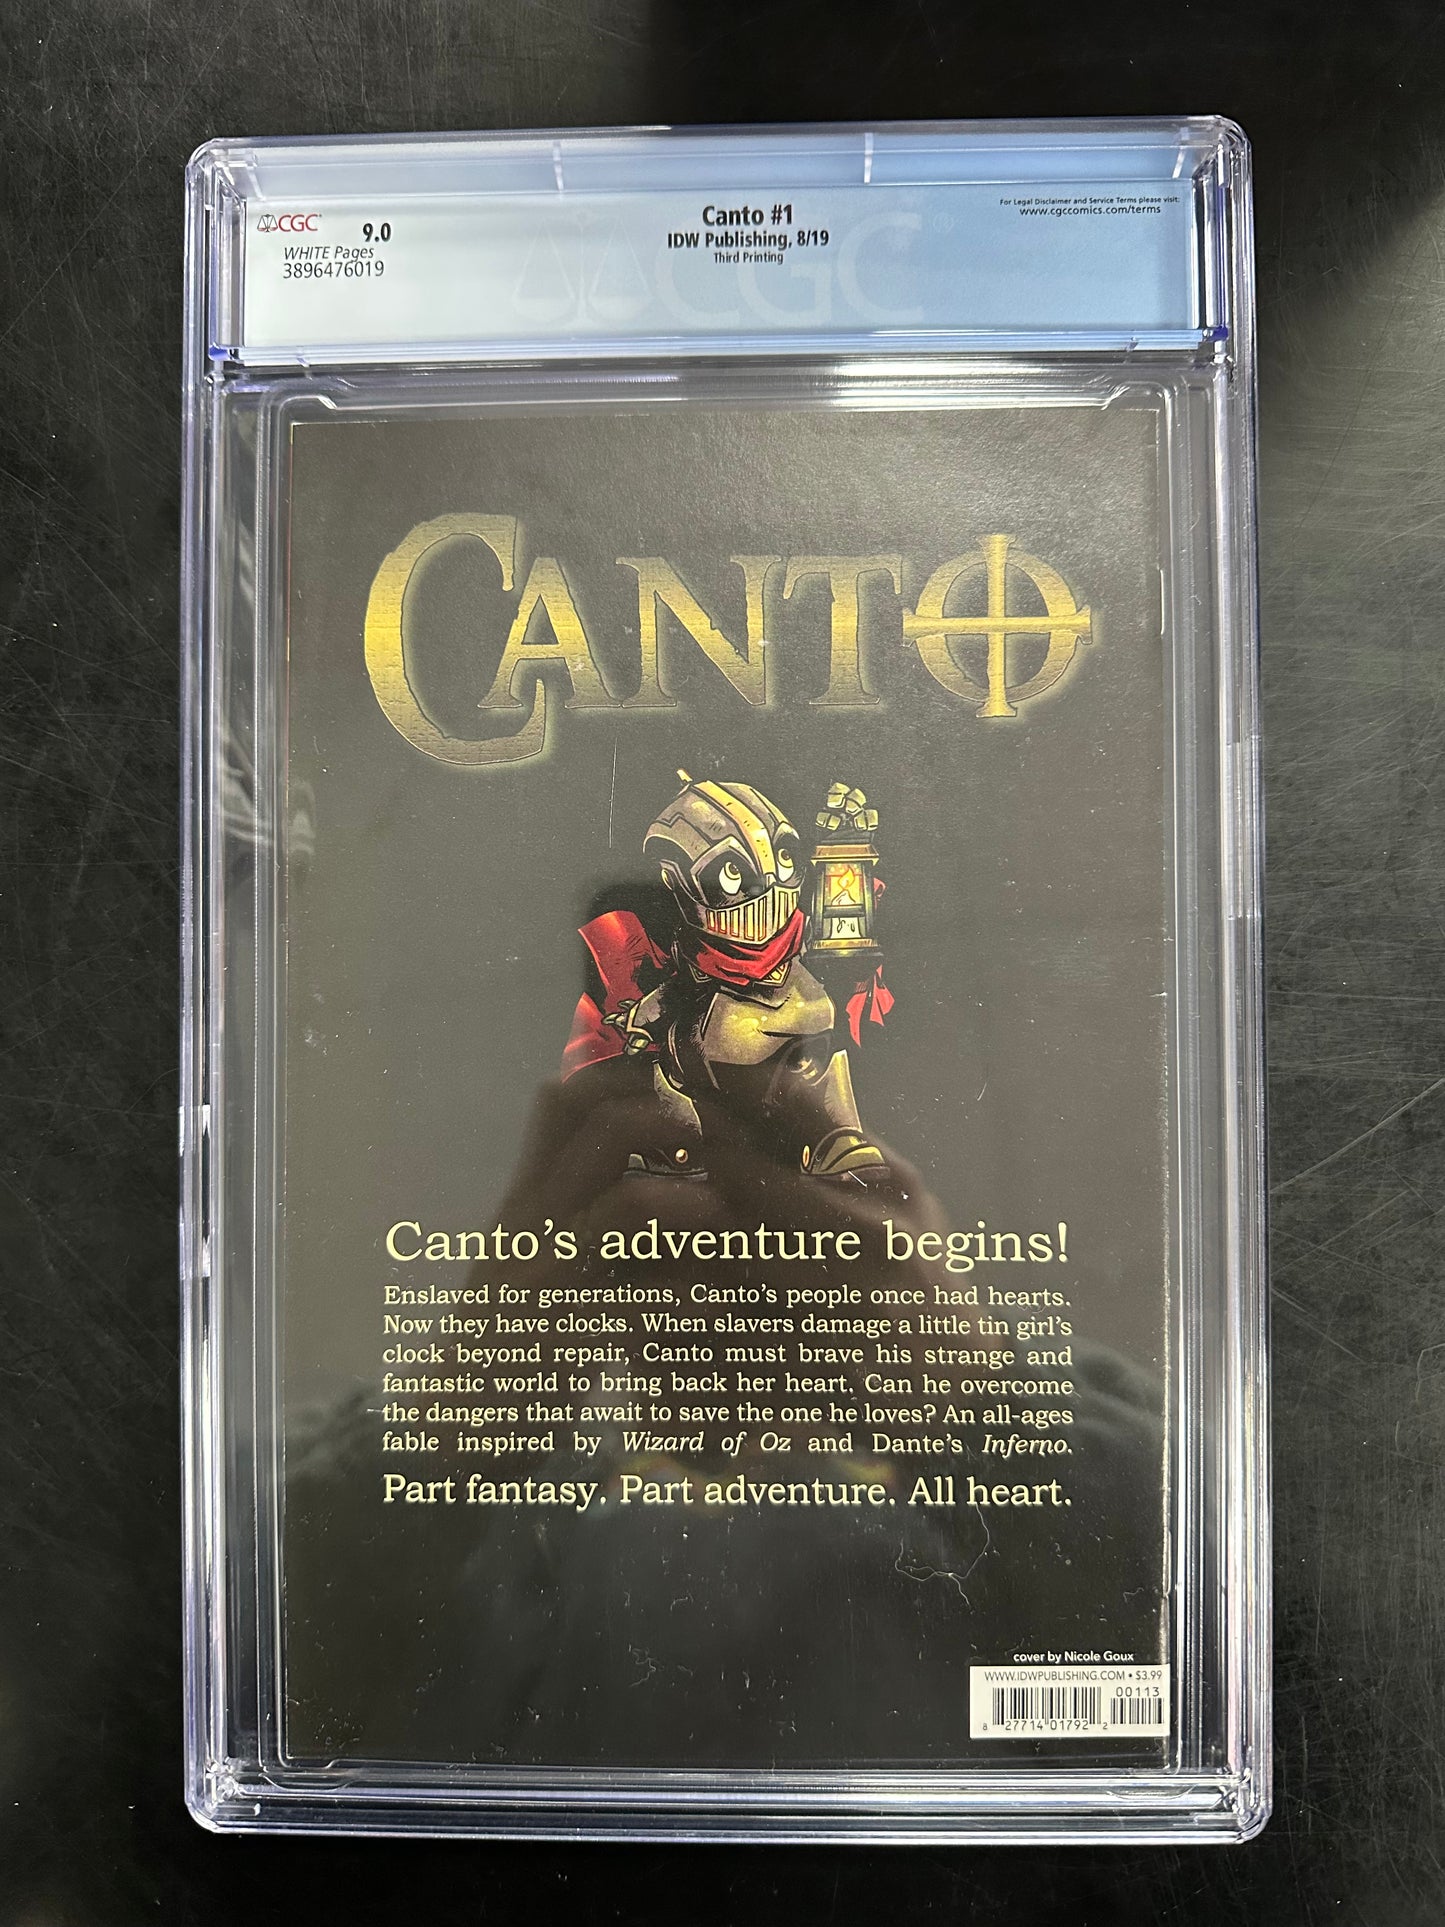 CGC
9.0
WHITE Pages
3896476019
Canto #1
IDW Publishing, 8/19
Third Printing
For Legal Disclaimer and Service Terms please visit:
www.cgccomics.com/terms
CGC
CANTO
Canto's adventure begins!
Enslaved for generations, Canto's people once had hearts.
Now they have clocks. When slavers damage a little tin girl's
clock beyond repair, Canto must brave his strange and
fantastic world to bring back her heart. Can he overcome
the dangers that await to save the one he loves? An all-ages
fable inspired by Wizard of Oz and Dante's Inferno.
Part fantasy. Part adventure. All heart.
cover by Nicole Goux
WWW.IDWPUBLISHING.COM • $3.99
00113
8 27714 01792 2